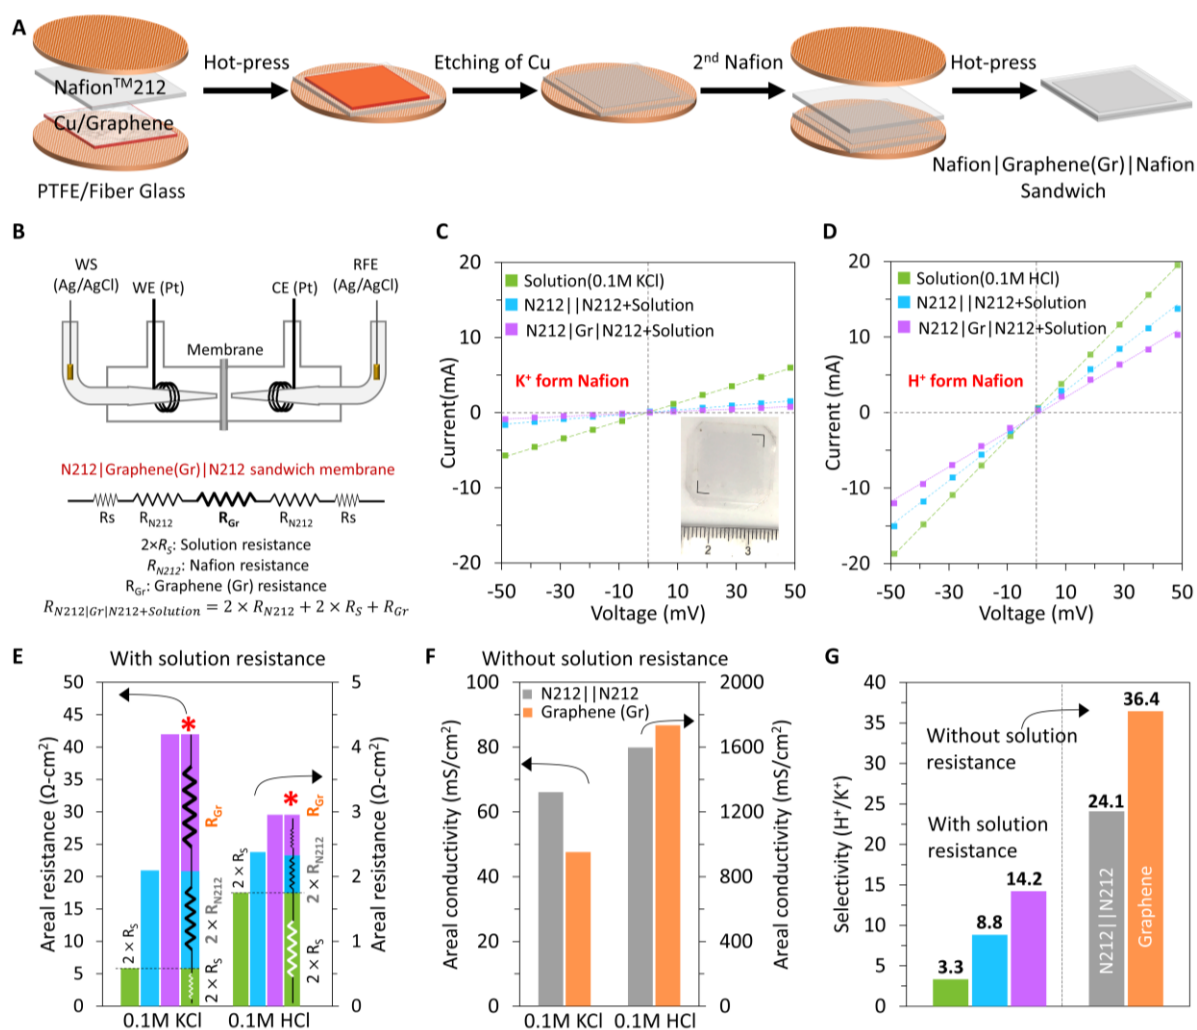 A
Hot-press
Etching of Cu
2nd Nafion
Hot-press
Nafion™212
Cu/Graphene
PTFE/Fiber Glass
Nafion|Graphene(Gr)|Nafion
Sandwich
B
WS
(Ag/AgCl)
WE (Pt)
CE (Pt)
RFE
(Ag/AgCl)
Membrane
N212|Graphene(Gr)|N212 sandwich membrane
Rs
RN212
RGr
RN212
Rs
2×RS: Solution resistance
RN212: Nafion resistance
RGr: Graphene (Gr) resistance
RN212|Gr|N212+Solution = 2 × RN212 + 2 × RS + RGr
C
Current(mA)
20
10
0
-10
-20
Solution(0.1M KCl)
N212||N212+Solution
N212|Gr|N212+Solution
K+ form Nafion
2
3
-50
-30
-10
10
30
50
Voltage (mV)
D
Current (mA)
20
10
0
-10
-20
Solution(0.1M HCl)
N212||N212+Solution
N212|Gr|N212+Solution
H+ form Nafion
-50
-30
-10
10
30
50
Voltage (mV)
E
With solution resistance
Areal resistance (Ω-cm2)
50
45
40
35
30
25
20
15
10
5
0
*
2 × RS
RGr
2 × RN212
2 × RS
*
2 × RS
RGr
2 × RN212
2 × RS
5
4
3
2
1
0
Areal resistance (Ω-cm2)
0.1M KCl
0.1M HCl
F
Without solution resistance
Areal conductivity (mS/cm2)
100
80
60
40
20
0
N212||N212
Graphene (Gr)
2000
1600
1200
800
400
0
Areal conductivity (mS/cm2)
0.1M KCl
0.1M HCl
G
Selectivity (H+/K+)
40
35
30
25
20
15
10
5
0
Without solution
resistance
With solution
resistance
3.3
8.8
14.2
24.1
36.4
N212||N212
Graphene